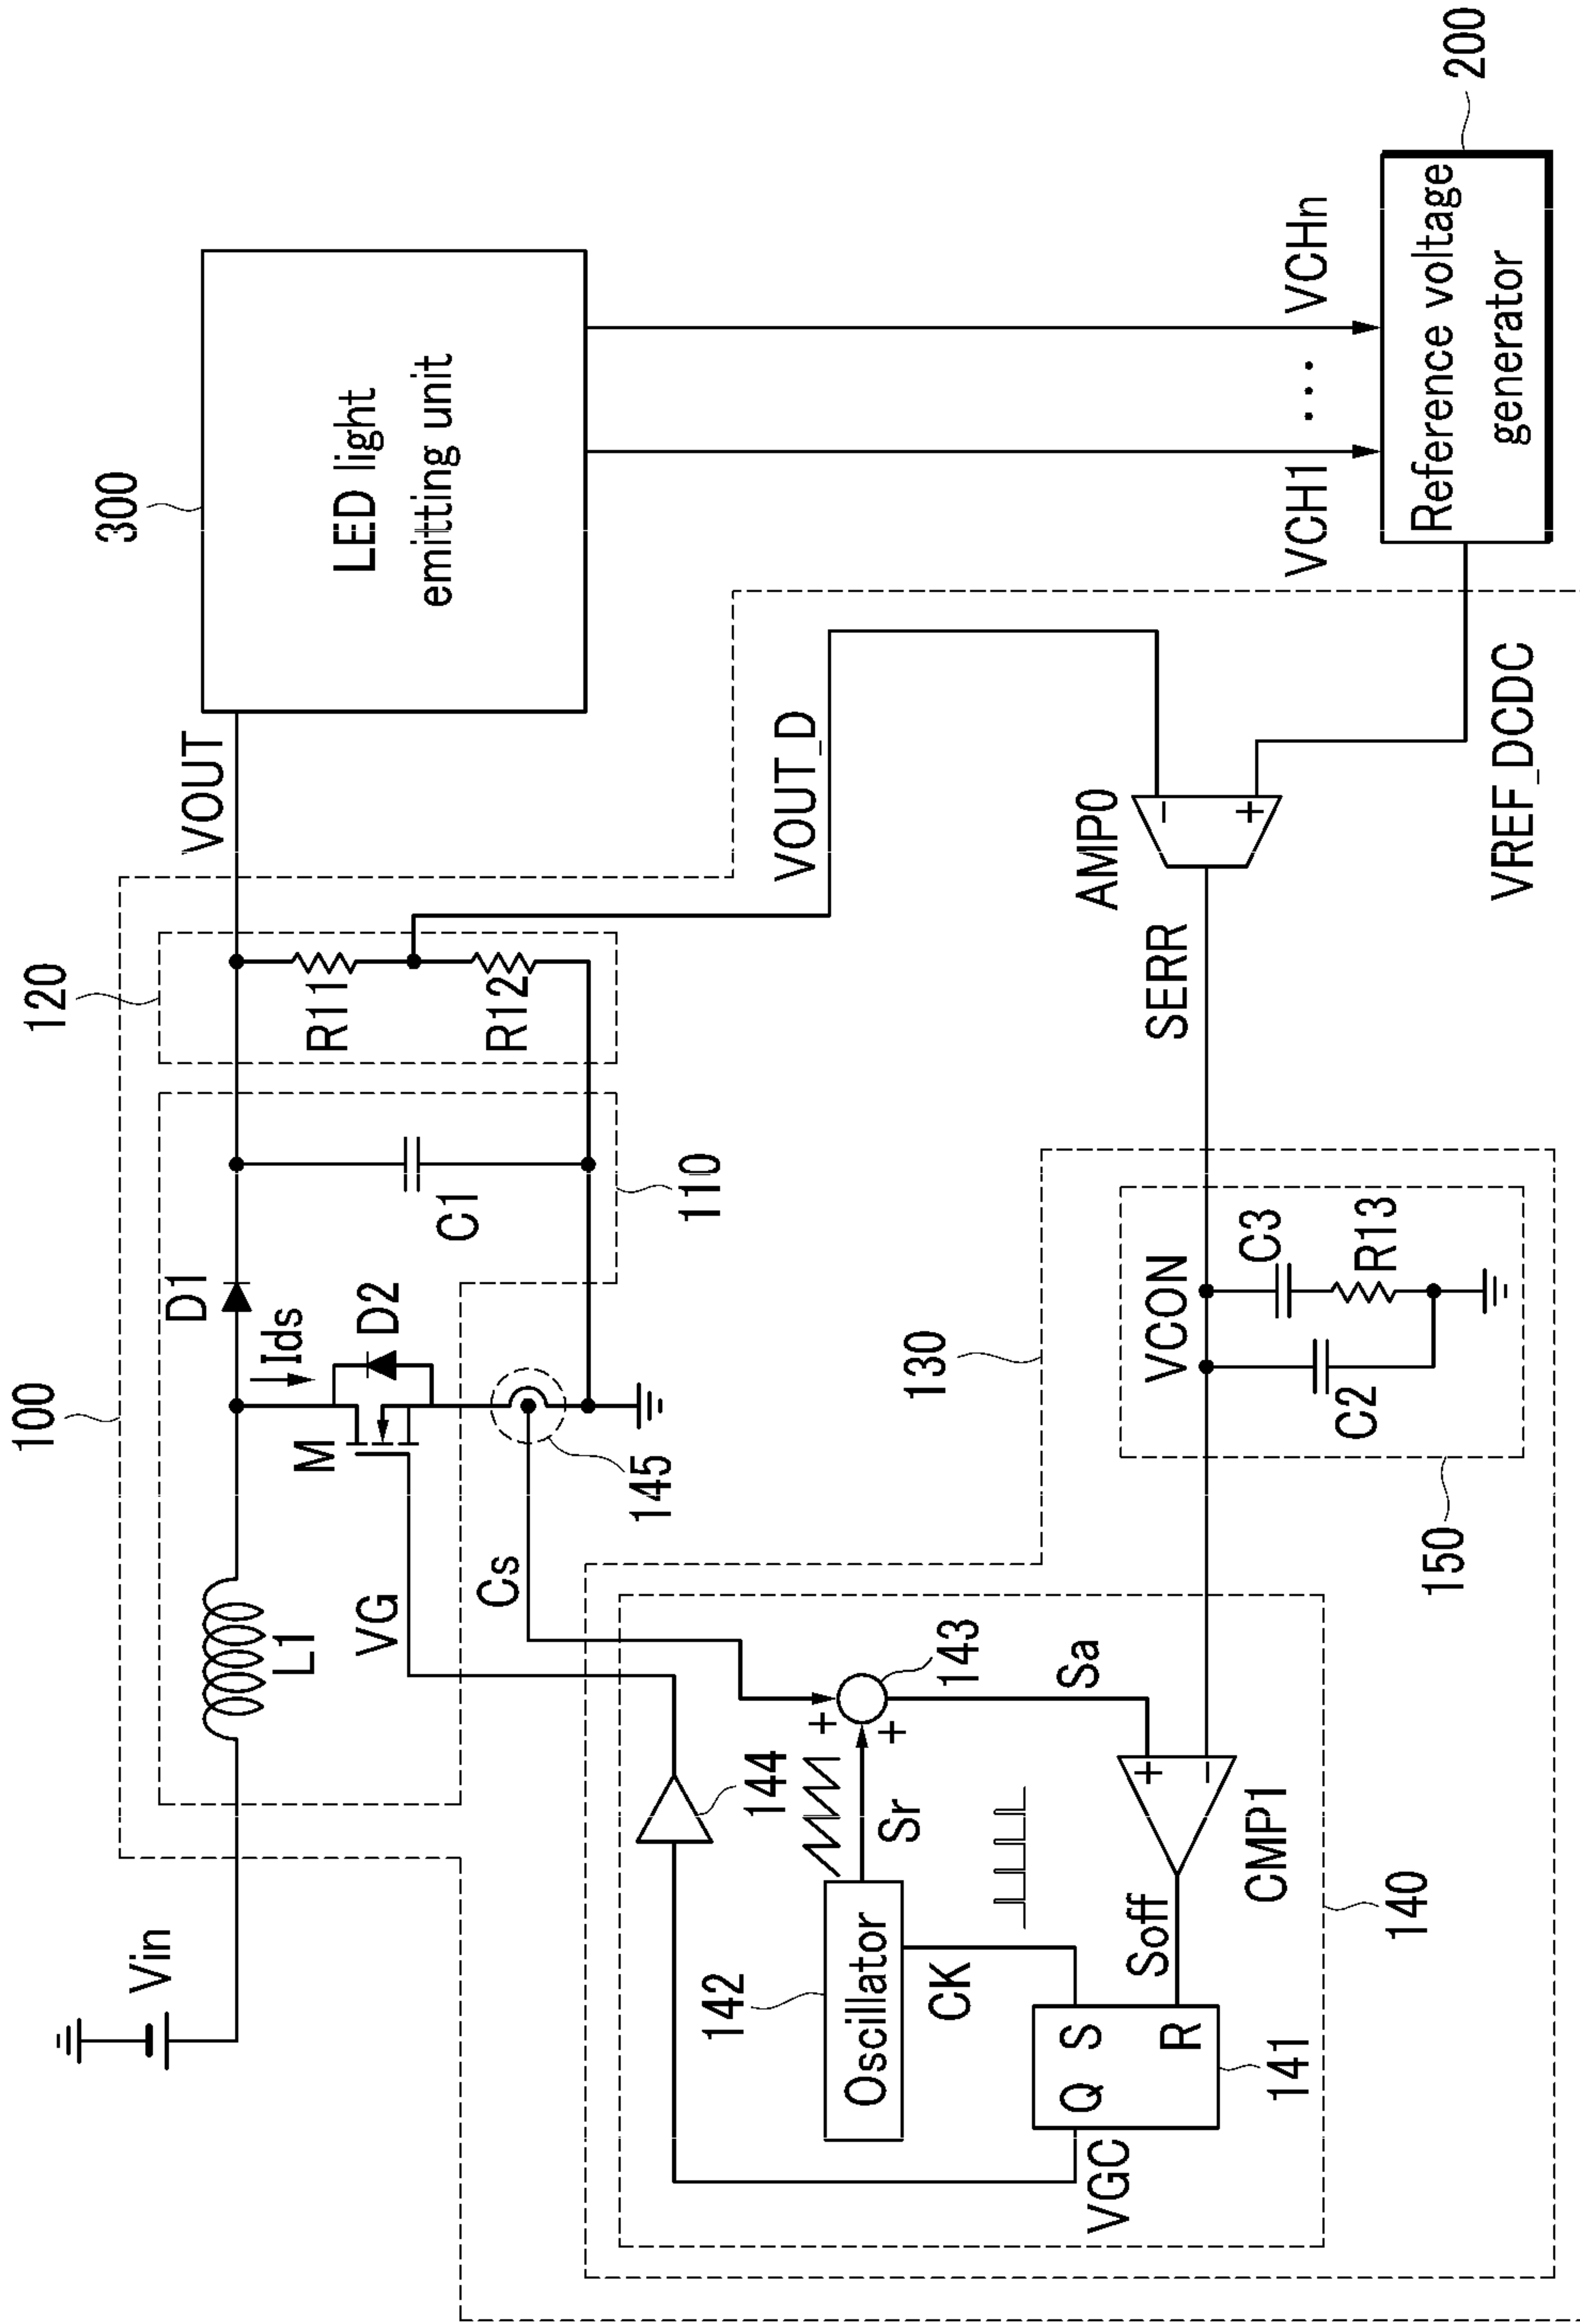 100
120
300
Vin
L1
D1
Ids
M
D2
C1
R11
R12
VOUT
LED light
emitting unit
VG
Cs
145
110
VOUT_D
144
142
Oscillator
Sr
+
+
143
Sa
CK
130
AMP0
-
+
SERR
VCON
C3
R13
C2
VCH1
...
VCHn
VGC
Q S
R
141
Soff
+
-
CMP1
140
150
VREF_DCDC
Reference voltage
generator
200